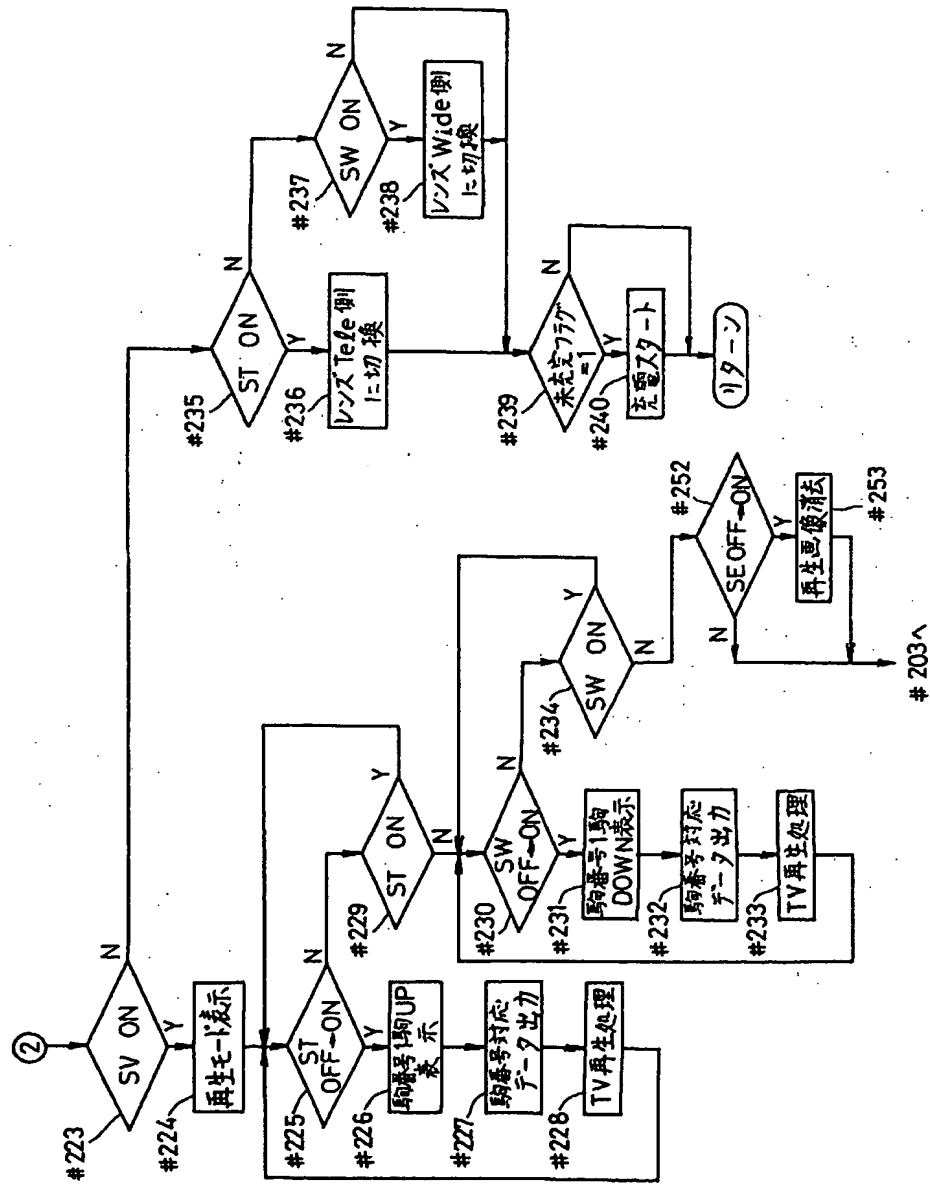 ②
#223
SV ON
N
Y
#224
再生モード表示
#225
ST
OFF→ON
N
Y
#226
駒番号1駒UP
表示
#227
駒番号対応
データ出力
#228
TV再生処理
#229
ST ON
Y
N
#230
SW
OFF→ON
N
Y
#231
駒番号1駒
DOWN表示
#232
駒番号対応
データ出力
#233
TV再生処理
#234
SW ON
Y
N
#252
SE OFF→ON
N
Y
#253
再生画像消去
#203へ
#235
ST ON
N
Y
#236
レンズTele側
に切換
#237
SW ON
N
Y
#238
レンズWide側
に切換
#239
未充完フラグ
=1
N
Y
#240
充電スタート
リターン